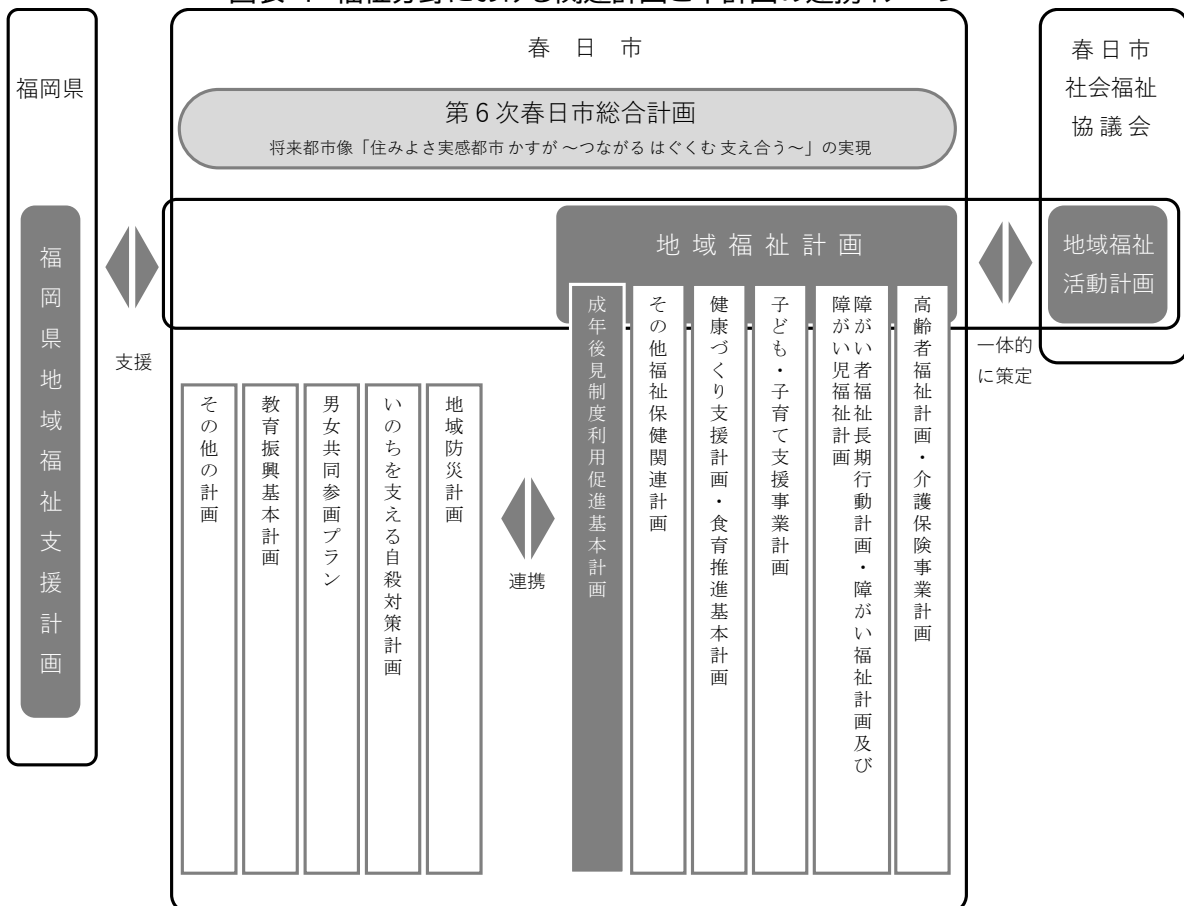 福岡県
福岡県地域福祉支援計画
支援
春日市
第6次春日市総合計画
将来都市像「住みよさ実感都市 かすが ～つながる はぐくむ 支え合う～」の実現
地域福祉計画
高齢者福祉計画・介護保険事業計画
障がい者福祉長期行動計画・障がい福祉計画及び
障がい児福祉計画
子ども・子育て支援事業計画
健康づくり支援計画・食育推進基本計画
その他福祉保健関連計画
成年後見制度利用促進基本計画
連携
地域防災計画
いのちを支える自殺対策計画
男女共同参画プラン
教育振興基本計画
その他の計画
一体的
に策定
春日市
社会福祉
協議会
地域福祉
活動計画